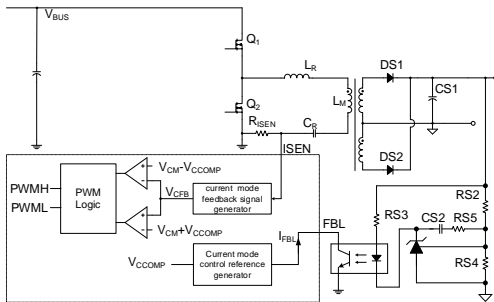 VBUS
Q1
LR
DS1
CS1
Q2
LM
RISEN
CR
ISEN
DS2
PWMH
PWML
PWM Logic
VCM-VCCOMP
VCFB
current mode feedback signal generator
VCM+VCCOMP
VCCOMP
Current mode control reference generator
IFBL
FBL
RS3
CS2
RS5
RS2
RS4
+
-
+
-